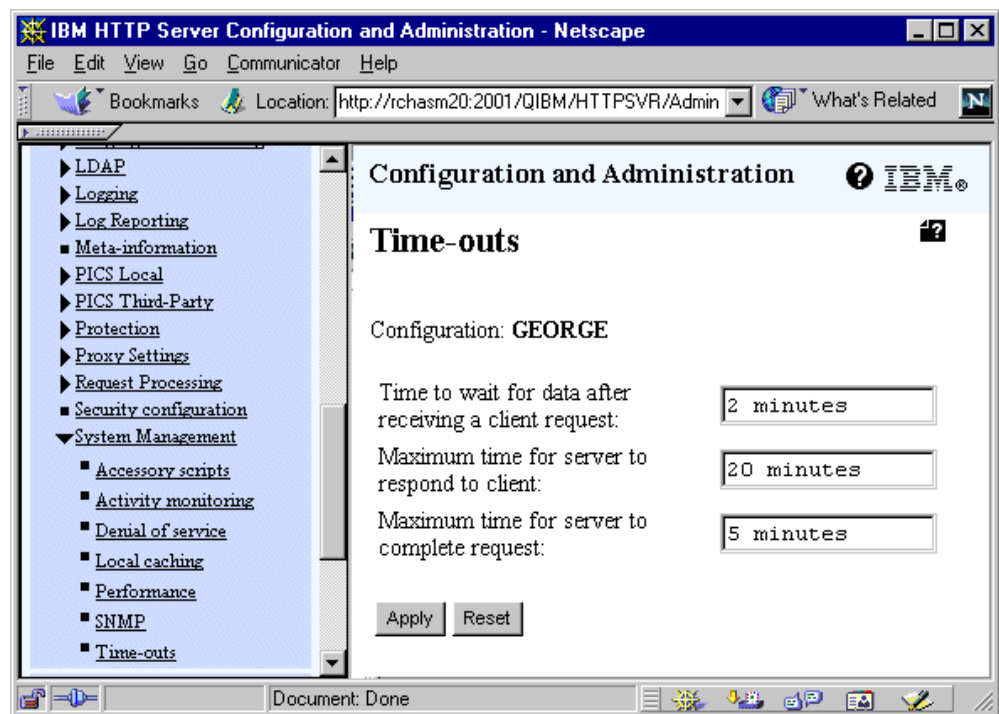 IBM HTTP Server Configuration and Administration - Netscape
File Edit View Go Communicator Help
Bookmarks Location: http://rchasm20:2001/QIBM/HTTPSVR/Admin What's Related N
LDAP
Logging
Log Reporting
Meta-information
PICS Local
PICS Third-Party
Protection
Proxy Settings
Request Processing
Security configuration
System Management
Accessory scripts
Activity monitoring
Denial of service
Local caching
Performance
SNMP
Time-outs
Configuration and Administration ? IBM®
Time-outs ?
Configuration: GEORGE
Time to wait for data after
receiving a client request: 2 minutes
Maximum time for server to
respond to client: 20 minutes
Maximum time for server to
complete request: 5 minutes
Apply Reset
Document: Done